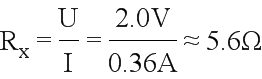 Rx = U/I = 2.0V/0.36A ≈ 5.6Ω